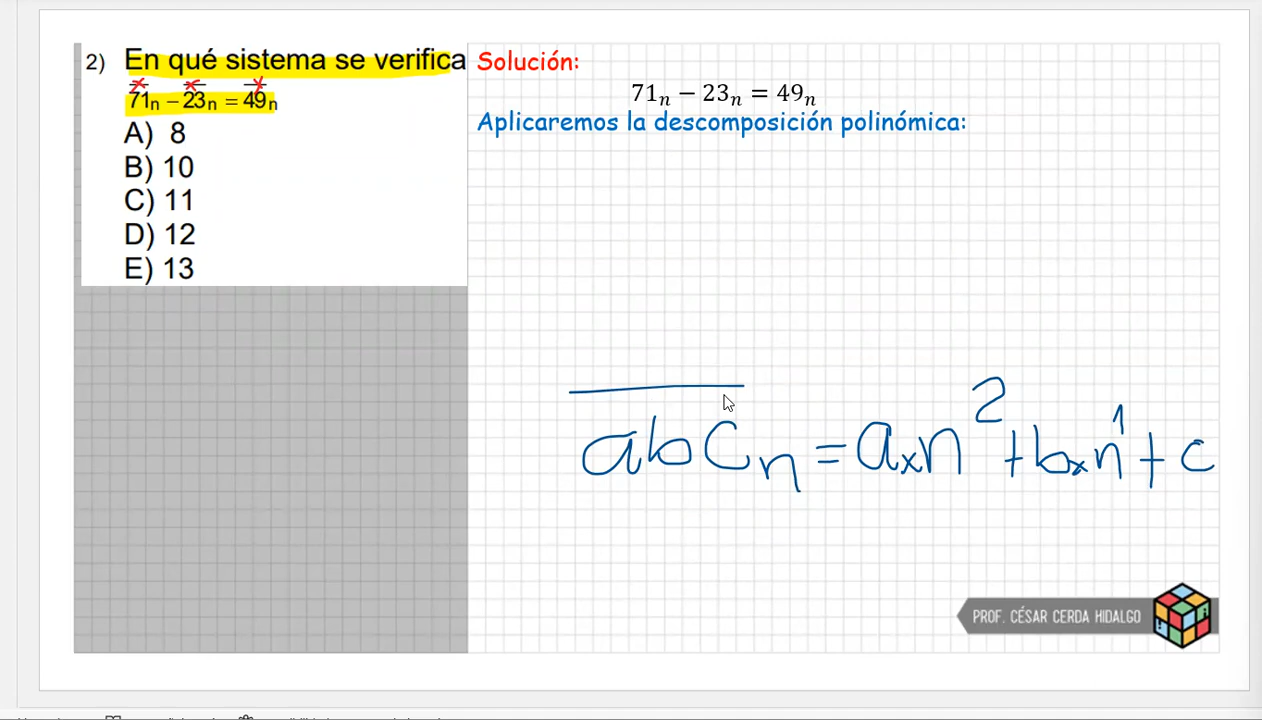 2) En qué sistema se verifica
71n – 23n = 49n
A) 8
B) 10
C) 11
D) 12
E) 13
Solución:
71ₙ − 23ₙ = 49ₙ
Aplicaremos la descomposición polinómica:
abcₙ = a×n² + b×n¹ + c
PROF. CÉSAR CERDA HIDALGO